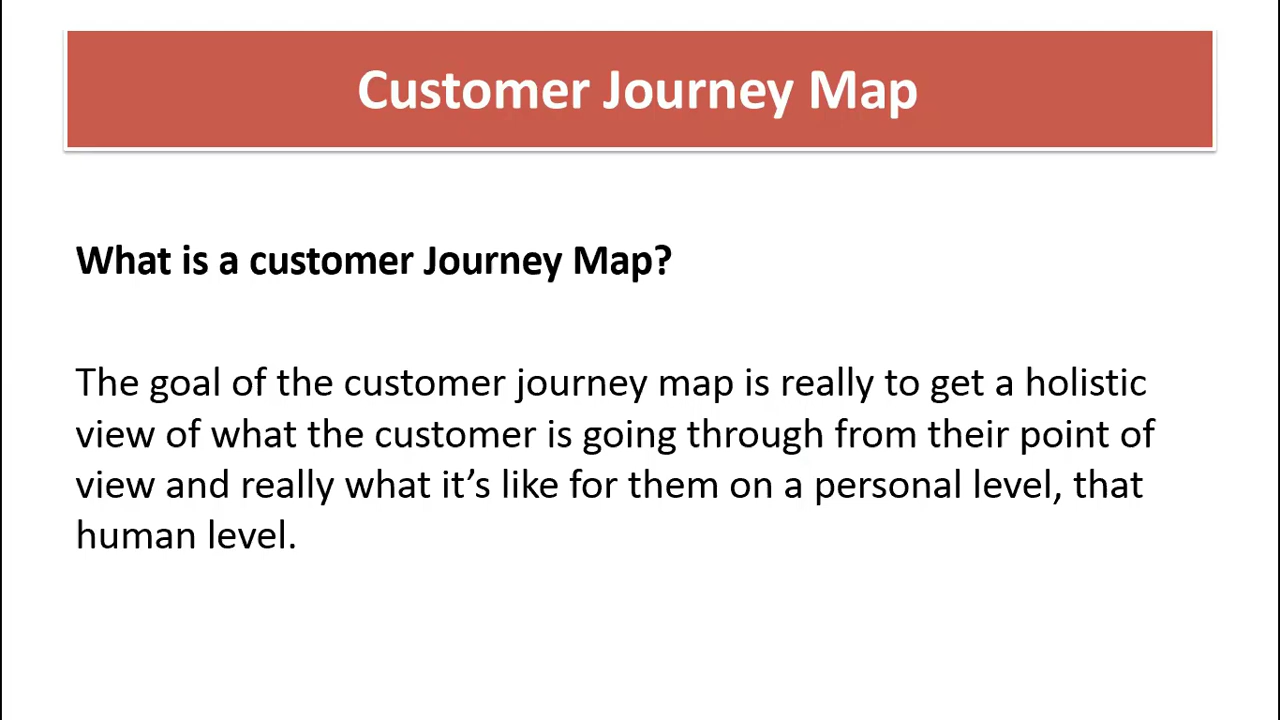 Customer Journey Map
What is a customer Journey Map?
The goal of the customer journey map is really to get a holistic
view of what the customer is going through from their point of
view and really what it’s like for them on a personal level, that
human level.